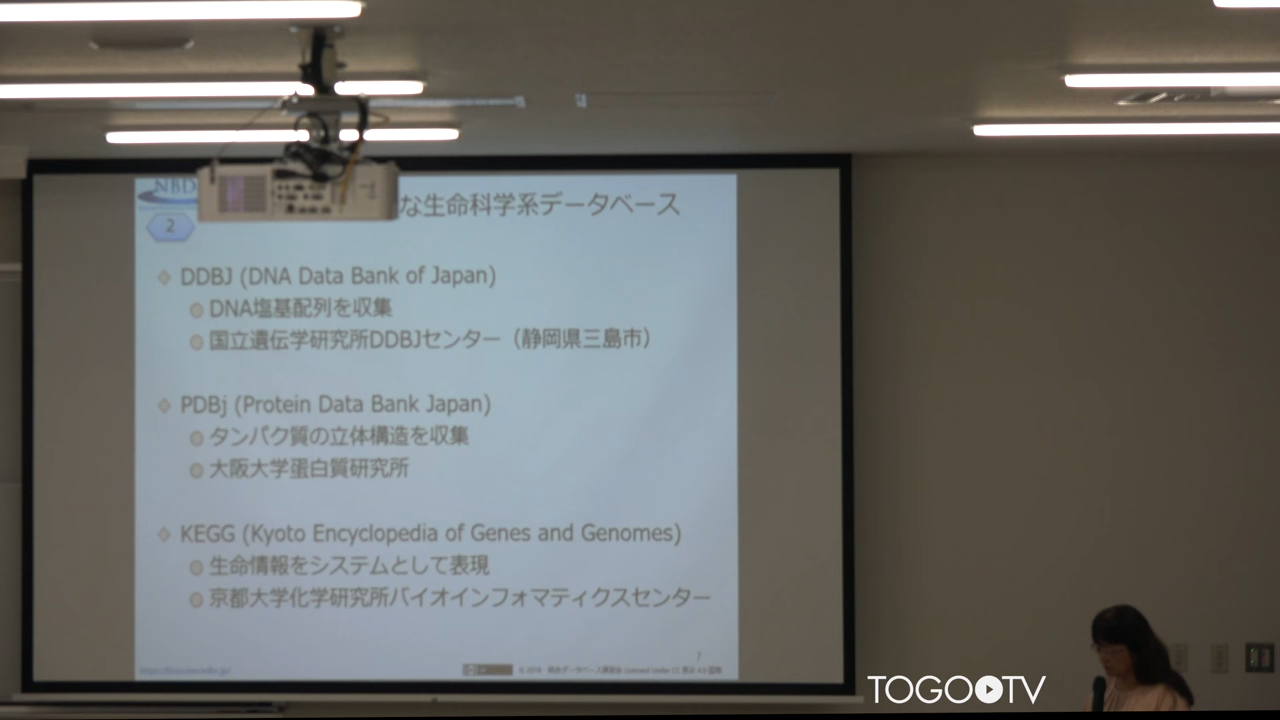 NBD
な生命科学系データベース
2
DDBJ (DNA Data Bank of Japan)
DNA塩基配列を収集
国立遺伝学研究所DDBJセンター（静岡県三島市）
PDBj (Protein Data Bank Japan)
タンパク質の立体構造を収集
大阪大学蛋白質研究所
KEGG (Kyoto Encyclopedia of Genes and Genomes)
生命情報をシステムとして表現
京都大学化学研究所バイオインフォマティクスセンター
7
TOGOTV